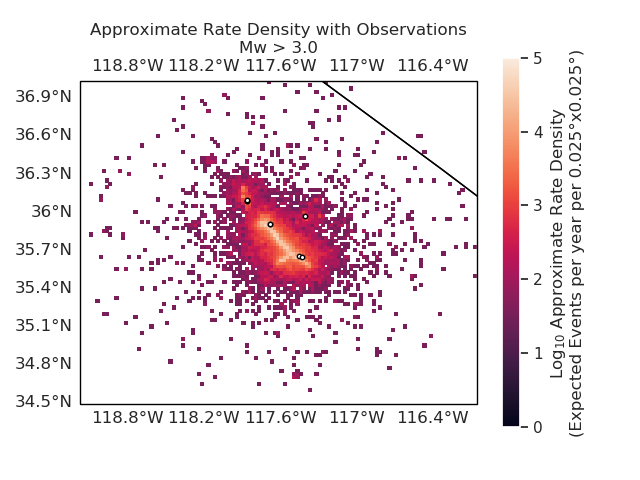 Approximate Rate Density with Observations
Mw > 3.0
118.8°W 118.2°W 117.6°W 117°W 116.4°W
36.9°N
36.6°N
36.3°N
36°N
35.7°N
35.4°N
35.1°N
34.8°N
34.5°N
118.8°W 118.2°W 117.6°W 117°W 116.4°W
5
4
3
2
1
0
Log₁₀ Approximate Rate Density
(Expected Events per year per 0.025°x0.025°)